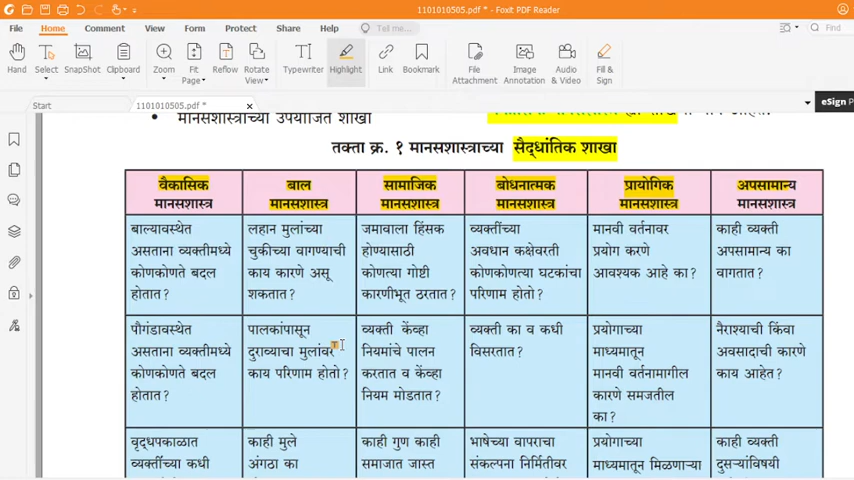 1101010505.pdf * - Foxit PDF Reader
File Home Comment View Form Protect Share Help Tell me... Find
Hand Select SnapShot Clipboard Zoom Fit Page Reflow Rotate View Typewriter Highlight Link Bookmark File Attachment Image Annotation Audio & Video Fill & Sign
Start 1101010505.pdf * eSign
• मानसशास्त्राच्या उपयोजित शाखा
तक्ता क्र. १ मानसशास्त्राच्या सैद्धांतिक शाखा
वैकासिक मानसशास्त्र
बाल मानसशास्त्र
सामाजिक मानसशास्त्र
बोधनात्मक मानसशास्त्र
प्रायोगिक मानसशास्त्र
अपसामान्य मानसशास्त्र
बाल्यावस्थेत
असताना व्यक्तीमध्ये
कोणकोणते बदल
होतात?
लहान मुलांच्या
चुकीच्या वागण्याची
काय कारणे असू
शकतात?
जमावाला हिंसक
होण्यासाठी
कोणत्या गोष्टी
कारणीभूत ठरतात?
व्यक्तींच्या
अवधान कक्षेवरती
कोणकोणत्या घटकांचा
परिणाम होतो?
मानवी वर्तनावर
प्रयोग करणे
आवश्यक आहे का?
काही व्यक्ती
अपसामान्य का
वागतात?
पौगंडावस्थेत
असताना व्यक्तीमध्ये
कोणकोणते बदल
होतात?
पालकांपासून
दुराव्याचा मुलांवर
काय परिणाम होतो?
व्यक्ती केंव्हा
नियमांचे पालन
करतात व केंव्हा
नियम मोडतात?
व्यक्ती का व कधी
विसरतात?
प्रयोगाच्या
माध्यमातून
मानवी वर्तनामागील
कारणे समजतील
का?
नैराश्याची किंवा
अवसादाची कारणे
काय आहेत?
वृद्धपकाळात
व्यक्तींच्या कधी
काही मुले
अंगठा का
काही गुण काही
समाजात जास्त
भाषेच्या वापराचा
संकल्पना निर्मितीवर
प्रयोगाच्या
माध्यमातून मिळणाऱ्या
काही व्यक्ती
दुसऱ्यांविषयी